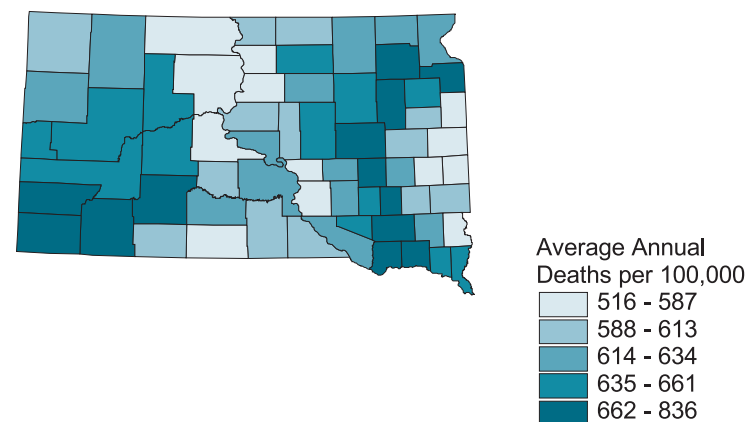 Average Annual
Deaths per 100,000
516 - 587
588 - 613
614 - 634
635 - 661
662 - 836